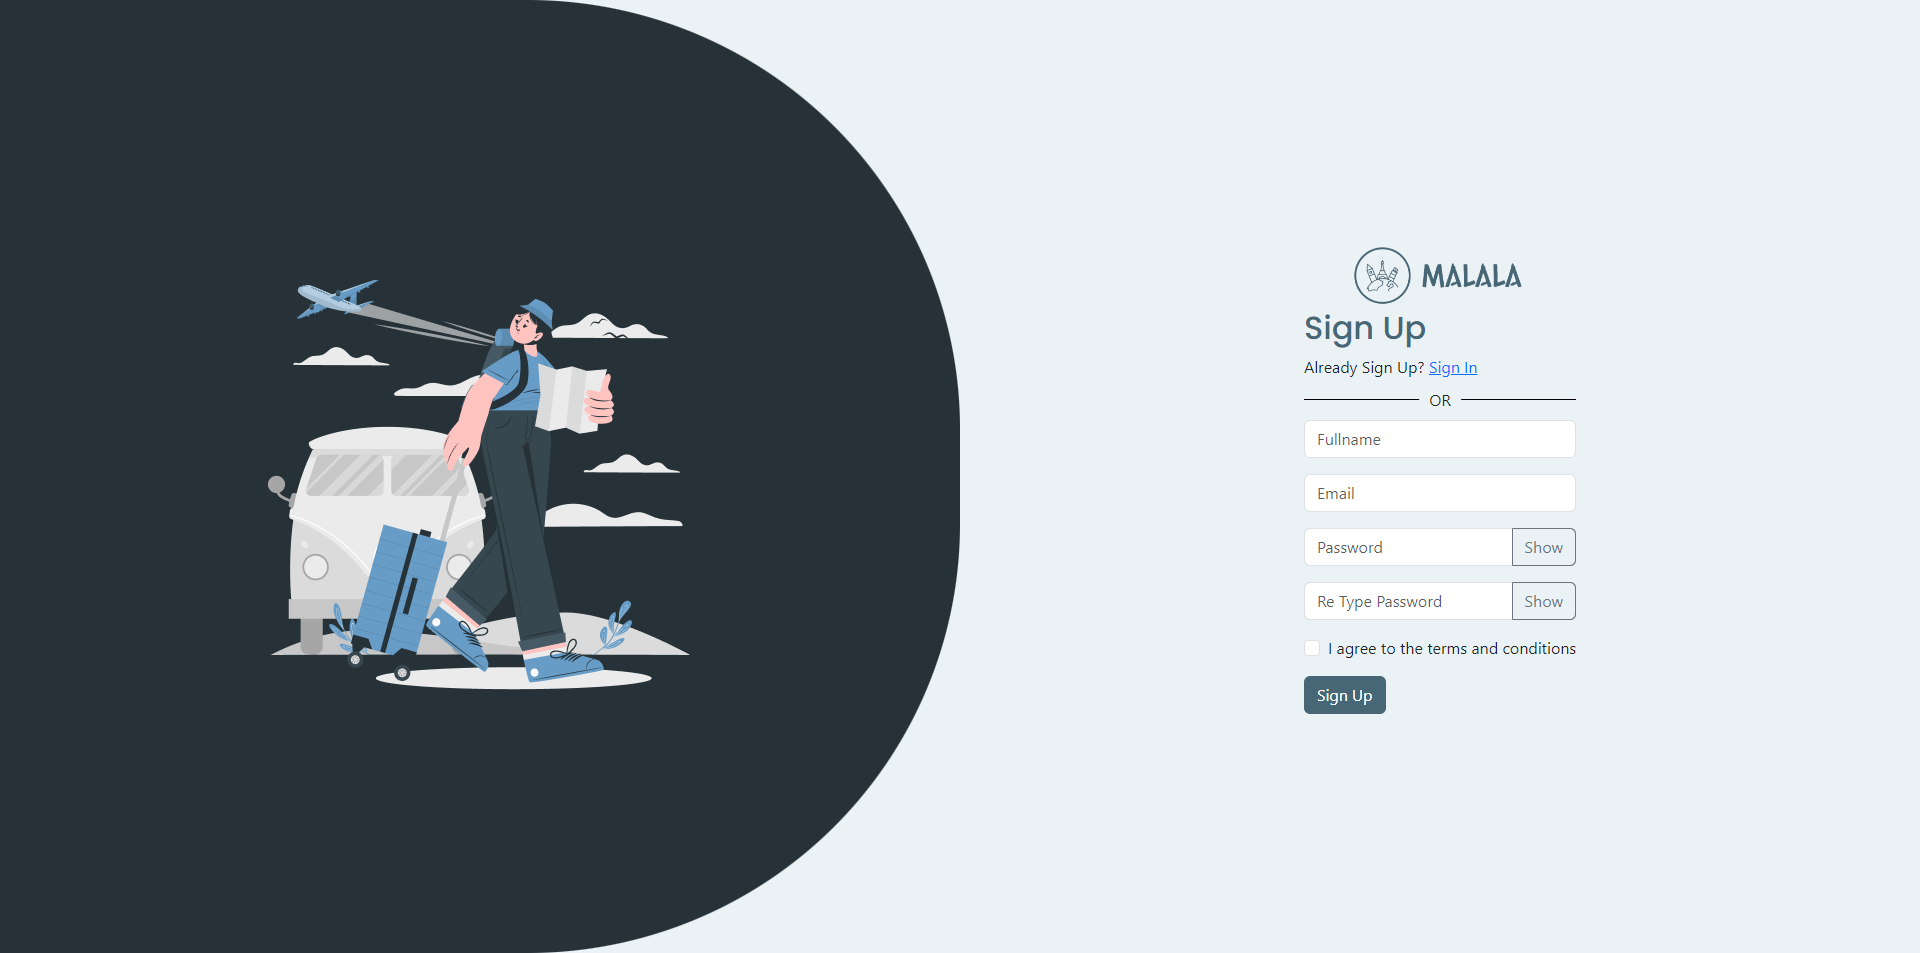 MALALA
Sign Up
Already Sign Up? Sign In
OR
Fullname
Email
Password Show
Re Type Password Show
I agree to the terms and conditions
Sign Up